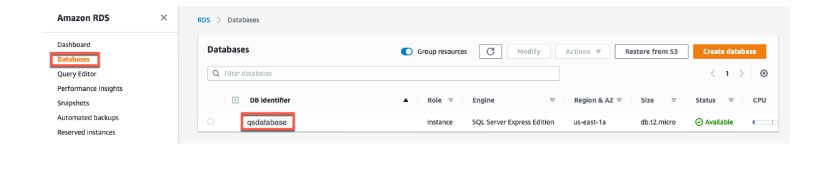 Amazon RDS
RDS > Databases
Dashboard
Databases
Query Editor
Performance Insights
Snapshots
Automated backups
Reserved instances
Databases
Group resources
Modify
Actions
Restore from S3
Create database
Filter databases
< 1 >
DB identifier Role Engine Region & AZ Size Status CPU
qsdatabase Instance SQL Server Express Edition us-east-1a db.t2.micro Available